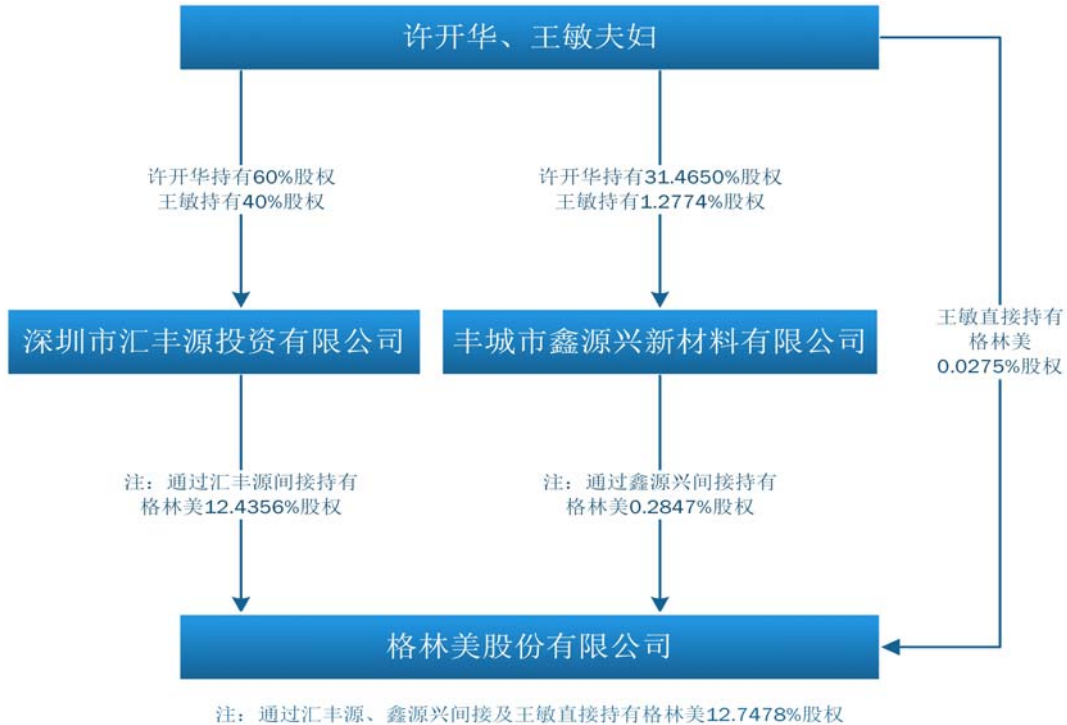 许开华、王敏夫妇
许开华持有60%股权
王敏持有40%股权
许开华持有31.4650%股权
王敏持有1.2774%股权
深圳市汇丰源投资有限公司
丰城市鑫源兴新材料有限公司
王敏直接持有
格林美
0.0275%股权
注：通过汇丰源间接持有
格林美12.4356%股权
注：通过鑫源兴间接持有
格林美0.2847%股权
格林美股份有限公司
注：通过汇丰源、鑫源兴间接及王敏直接持有格林美12.7478%股权